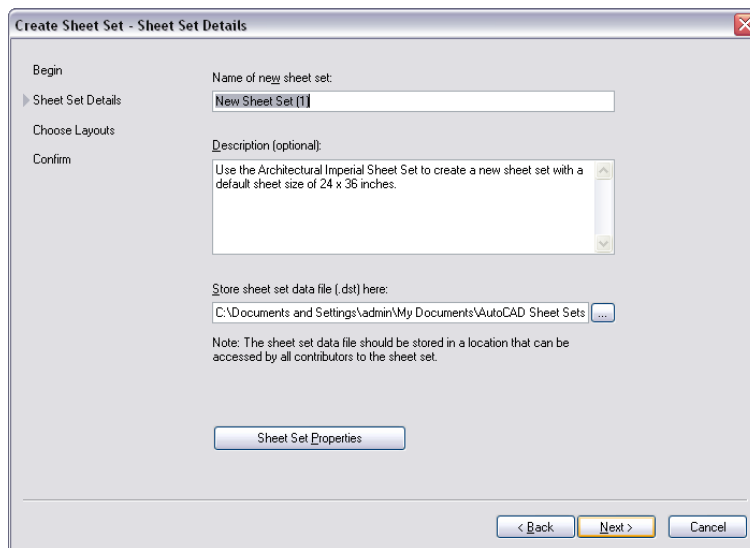 Create Sheet Set - Sheet Set Details
Begin
Sheet Set Details
Choose Layouts
Confirm
Name of new sheet set:
New Sheet Set (1)
Description (optional):
Use the Architectural Imperial Sheet Set to create a new sheet set with a
default sheet size of 24 x 36 inches.
Store sheet set data file (.dst) here:
C:\Documents and Settings\admin\My Documents\AutoCAD Sheet Sets
...
Note: The sheet set data file should be stored in a location that can be
accessed by all contributors to the sheet set.
Sheet Set Properties
< Back
Next >
Cancel